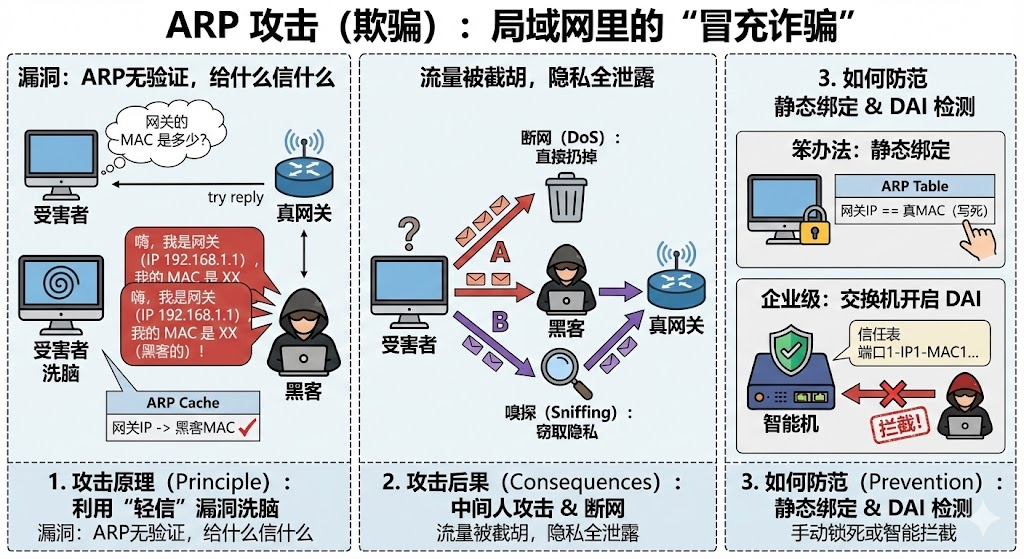 ARP 攻击（欺骗）：局域网里的“冒充诈骗”
漏洞：ARP无验证，给什么信什么
网关的
MAC 是多少?
受害者
try reply
真网关
嗨，我是网关
（IP 192.168.1.1），
我的 MAC 是 XX
嗨，我是网关
（IP 192.168.1.1），
我的 MAC 是 XX
（黑客的）！
受害者
洗脑
黑客
ARP Cache
网关IP -> 黑客MAC
1. 攻击原理（Principle）：
利用“轻信”漏洞洗脑
漏洞：ARP无验证，给什么信什么
流量被截胡，隐私全泄露
断网（DoS）：
直接扔掉
?
A
B
受害者
黑客
真网关
嗅探（Sniffing）：
窃取隐私
2. 攻击后果（Consequences）：
中间人攻击 & 断网
流量被截胡，隐私全泄露
3. 如何防范
静态绑定 & DAI 检测
笨办法：静态绑定
ARP Table
网关IP == 真MAC（写死）
企业级：交换机开启 DAI
信任表
端口1-IP1-MAC1...
智能机
拦截!
3. 如何防范（Prevention）：
静态绑定 & DAI 检测
手动锁死或智能拦截